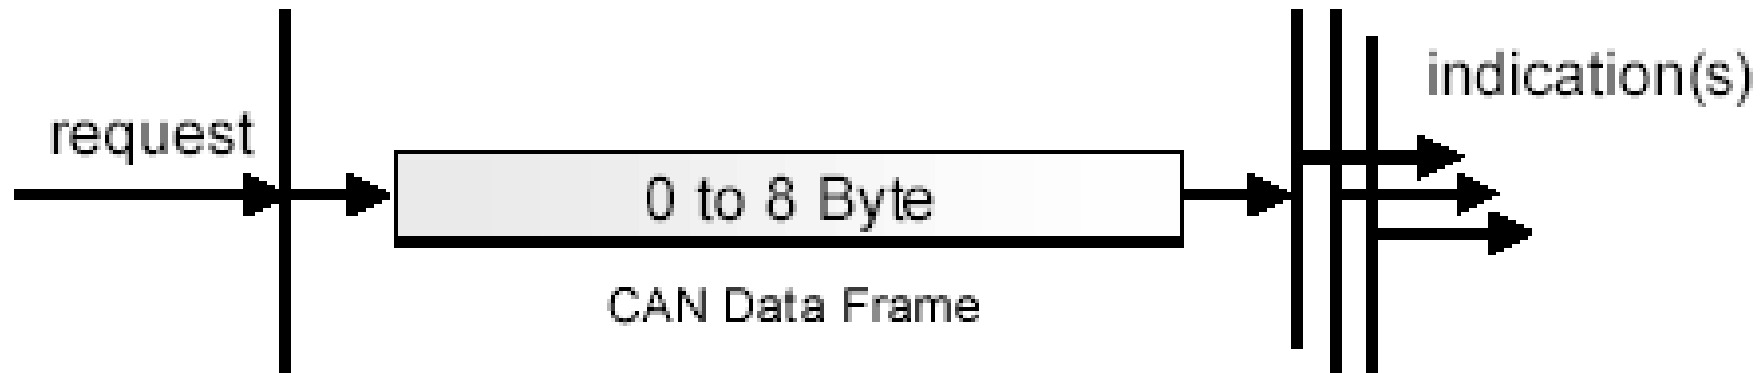 indication(s)
request
0 to 8 Byte
CAN Data Frame